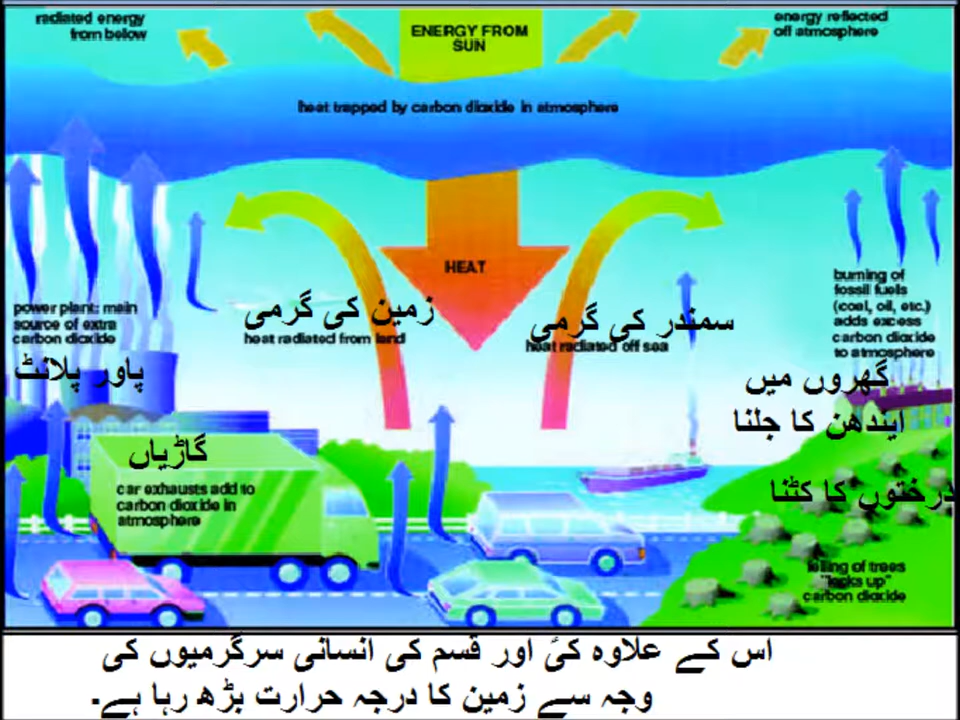 radiated energy
from below
ENERGY FROM
SUN
energy reflected
off atmosphere
heat trapped by carbon dioxide in atmosphere
HEAT
power plant: main
source of extra
carbon dioxide
پاور پلانٹ
زمین کی گرمی
heat radiated from land
سمندر کی گرمی
heat radiated off sea
burning of
fossil fuels
(coal, oil, etc.)
adds excess
carbon dioxide
to atmosphere
گھروں میں
ایندھن کا جلنا
گاڑیاں
car exhausts add to
carbon dioxide in
atmosphere
درختوں کا کٹنا
felling of trees
"locks up"
carbon dioxide
اس کے علاوہ کئ اور قسم کی انسانی سرگرمیوں کی
وجہ سے زمین کا درجہ حرارت بڑھ رہا ہے۔